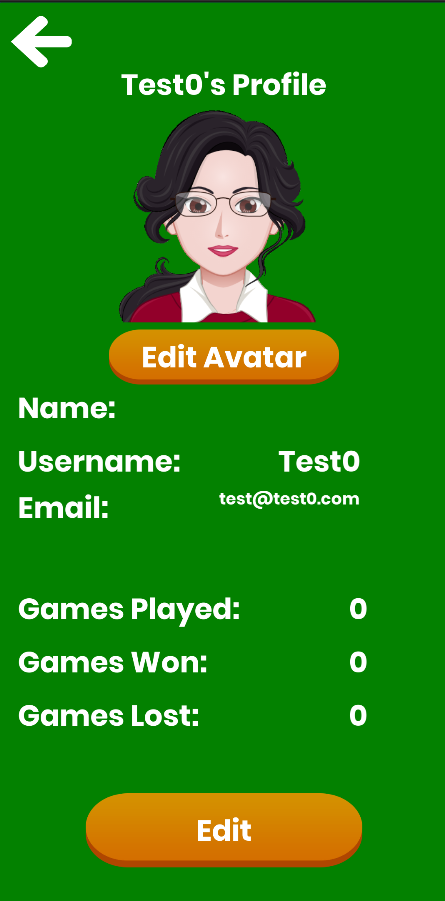 Test0's Profile
Edit Avatar
Name:
Username: Test0
Email: test@test0.com
Games Played: 0
Games Won: 0
Games Lost: 0
Edit